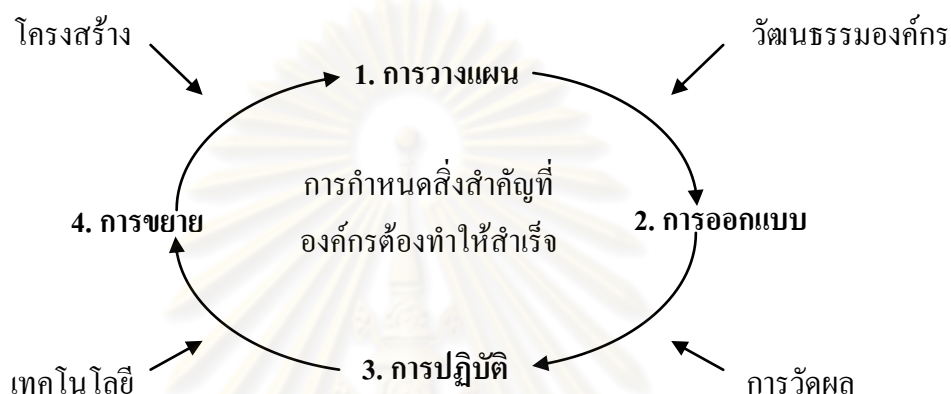 โครงสร้าง
วัฒนธรรมองค์กร
1. การวางแผน
การกำหนดสิ่งสำคัญที่
องค์กรต้องทำให้สำเร็จ
4. การขยาย
2. การออกแบบ
3. การปฏิบัติ
เทคโนโลยี
การวัดผล